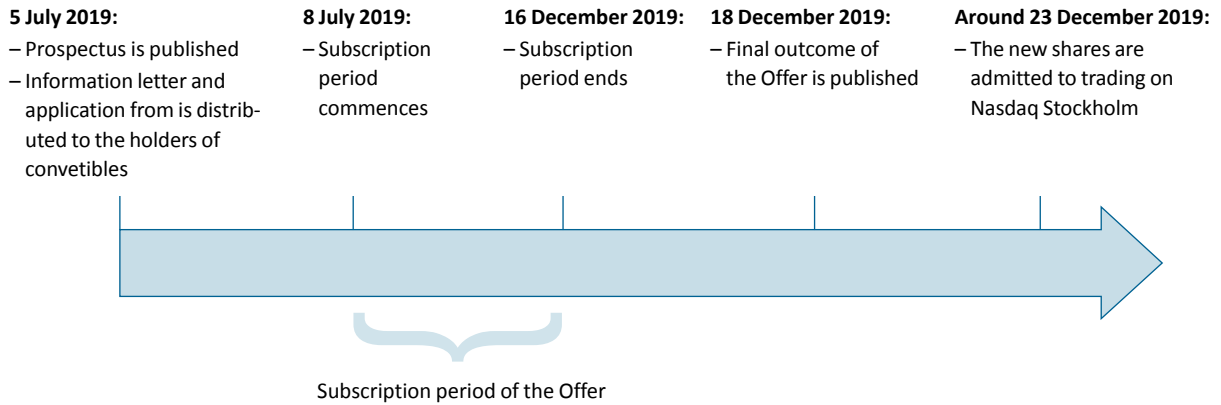 5 July 2019:
– Prospectus is published
– Information letter and
application from is distrib-
uted to the holders of
convetibles
8 July 2019:
– Subscription
period
commences
16 December 2019:
– Subscription
period ends
18 December 2019:
– Final outcome of
the Offer is published
Around 23 December 2019:
– The new shares are
admitted to trading on
Nasdaq Stockholm
Subscription period of the Offer